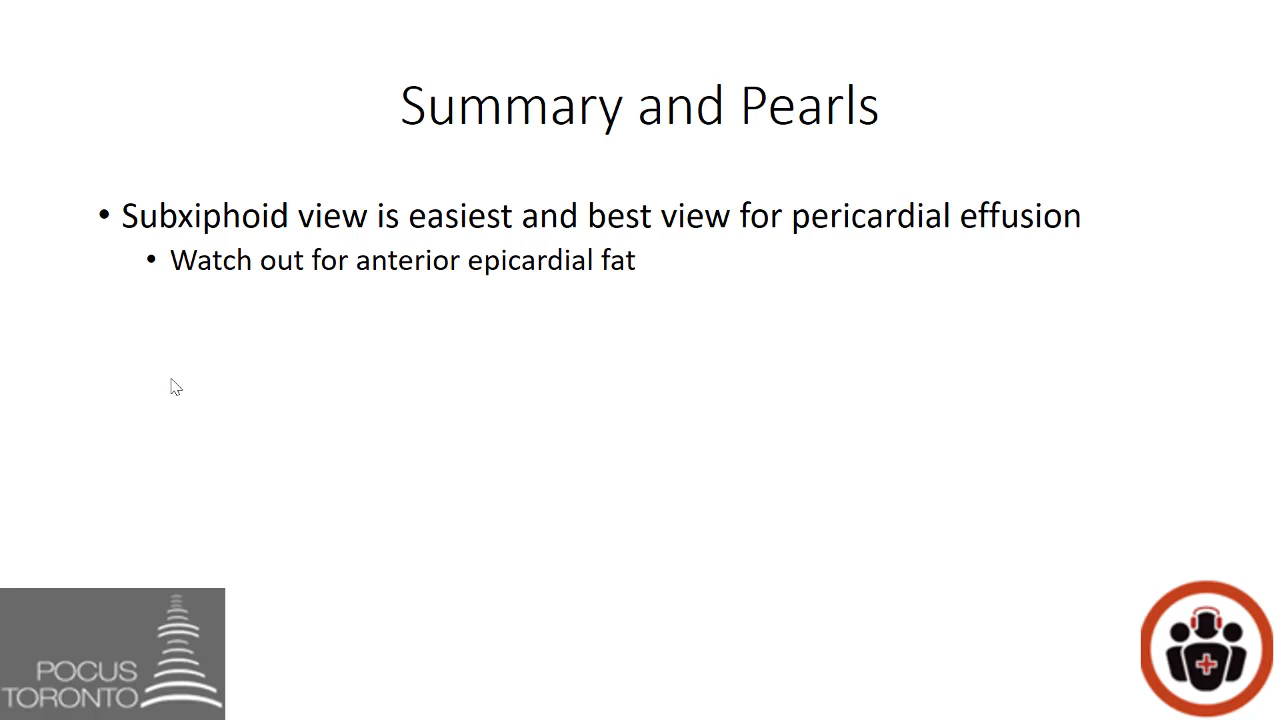 Summary and Pearls
• Subxiphoid view is easiest and best view for pericardial effusion
• Watch out for anterior epicardial fat
POCUS
TORONTO